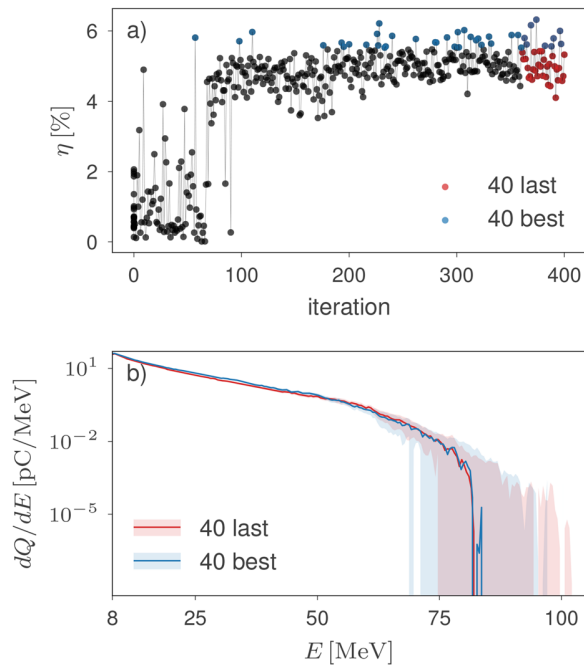 a)
6
4
2
0
η [%]
40 last
40 best
0 100 200 300 400
iteration
b)
10^1
10^-2
10^-5
dQ/dE [pC/MeV]
40 last
40 best
8 25 50 75 100
E [MeV]